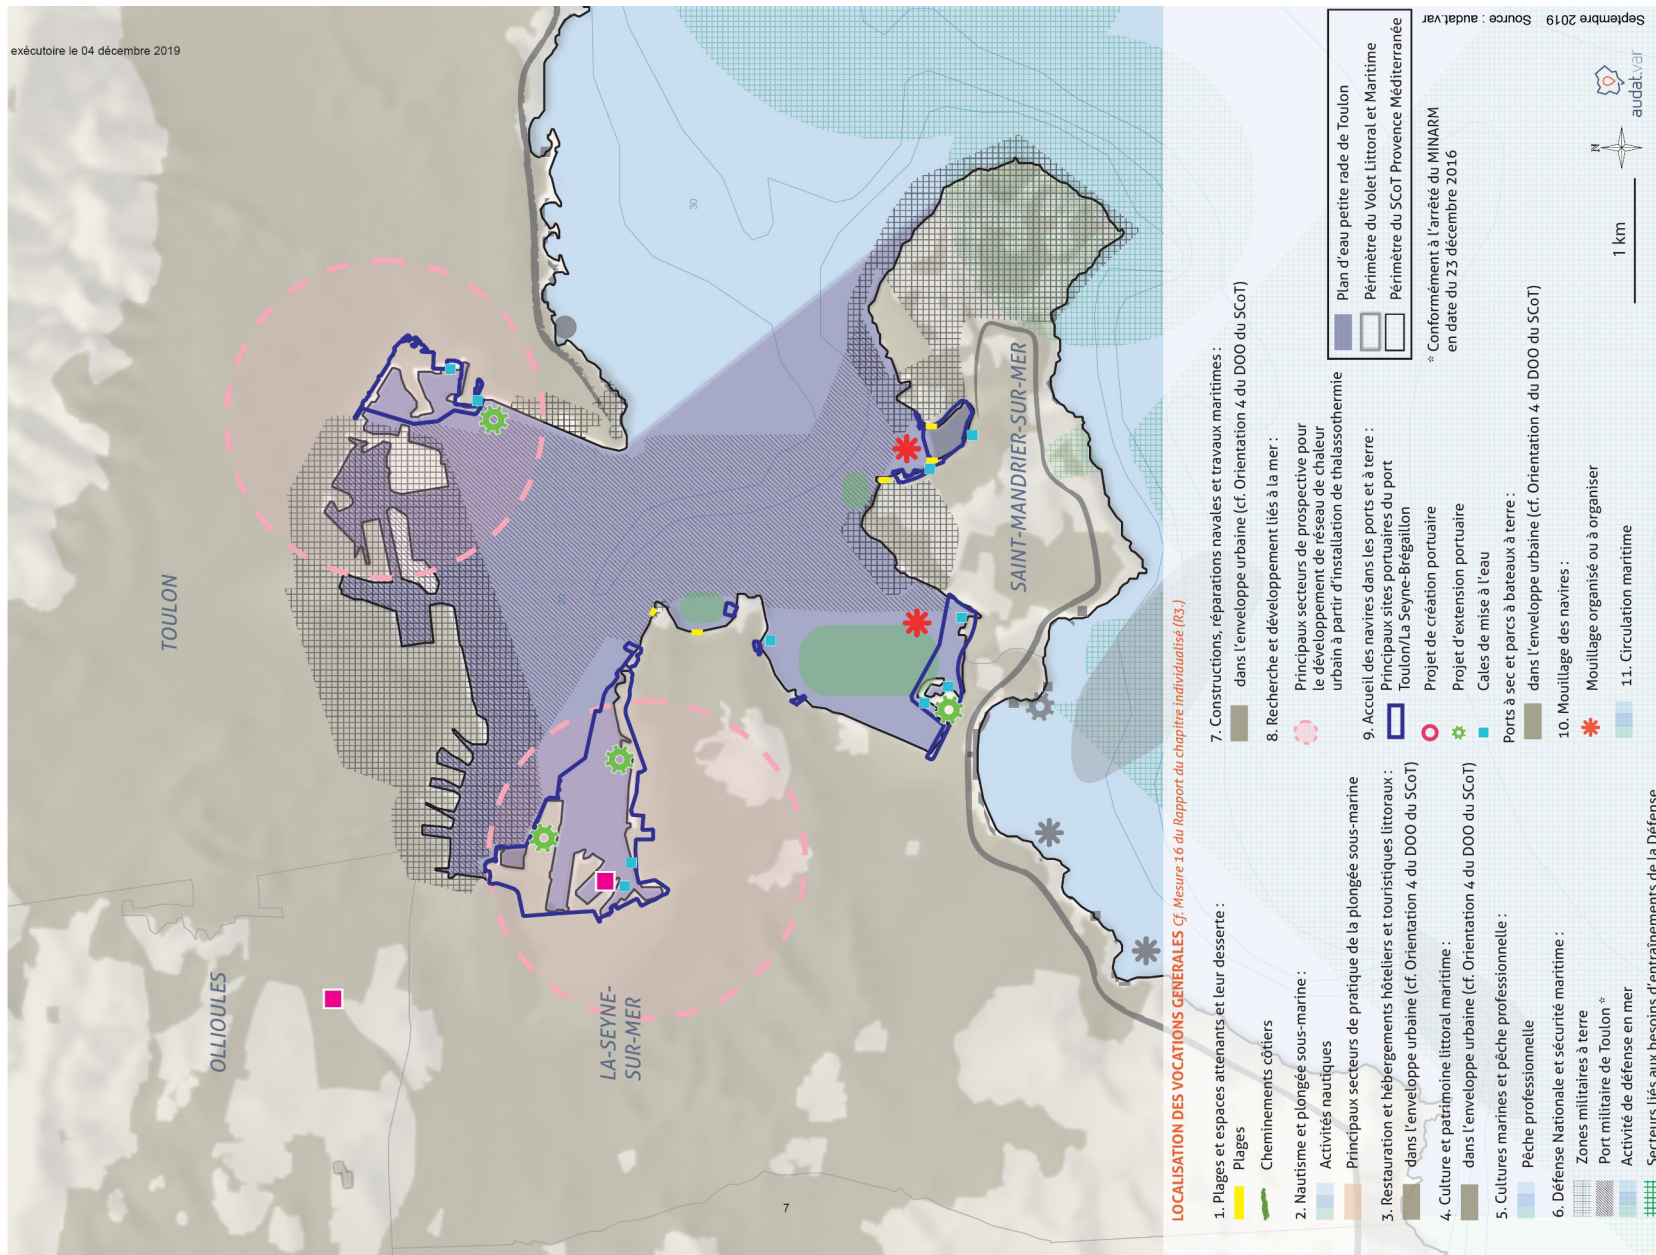 exécutoire le 04 décembre 2019
TOULON
OLLIOULES
LA-SEYNE-
SUR-MER
SAINT-MANDRIER-SUR-MER
30
7
LOCALISATION DES VOCATIONS GENERALES Cf. Mesure 16 du Rapport du chapitre individualisé (R3.)
1. Plages et espaces attenants et leur desserte :
Plages
Cheminements côtiers
2. Nautisme et plongée sous-marine :
Activités nautiques
Principaux secteurs de pratique de la plongée sous-marine
3. Restauration et hébergements hôteliers et touristiques littoraux :
dans l'enveloppe urbaine (cf. Orientation 4 du DOO du SCoT)
4. Culture et patrimoine littoral maritime :
dans l'enveloppe urbaine (cf. Orientation 4 du DOO du SCoT)
5. Cultures marines et pêche professionnelle :
Pêche professionnelle
6. Défense Nationale et sécurité maritime :
Zones militaires à terre
Port militaire de Toulon *
Activité de défense en mer
Secteurs liés aux besoins d'entraînements de la Défense
7. Constructions, réparations navales et travaux maritimes :
dans l'enveloppe urbaine (cf. Orientation 4 du DOO du SCoT)
8. Recherche et développement liés à la mer :
Principaux secteurs de prospective pour
le développement de réseau de chaleur
urbain à partir d'installation de thalassothermie
9. Accueil des navires dans les ports et à terre :
Principaux sites portuaires du port
Toulon/La Seyne-Brégaillon
Projet de création portuaire
Projet d'extension portuaire
Cales de mise à l'eau
Ports à sec et parcs à bateaux à terre :
dans l'enveloppe urbaine (cf. Orientation 4 du DOO du SCoT)
10. Mouillage des navires :
Mouillage organisé ou à organiser
11. Circulation maritime
Plan d'eau petite rade de Toulon
Périmètre du Volet Littoral et Maritime
Périmètre du SCoT Provence Méditerranée
* Conformément à l'arrêté du MINARM
en date du 23 décembre 2016
1 km
N
audat.var
Septembre 2019 Source : audat.var